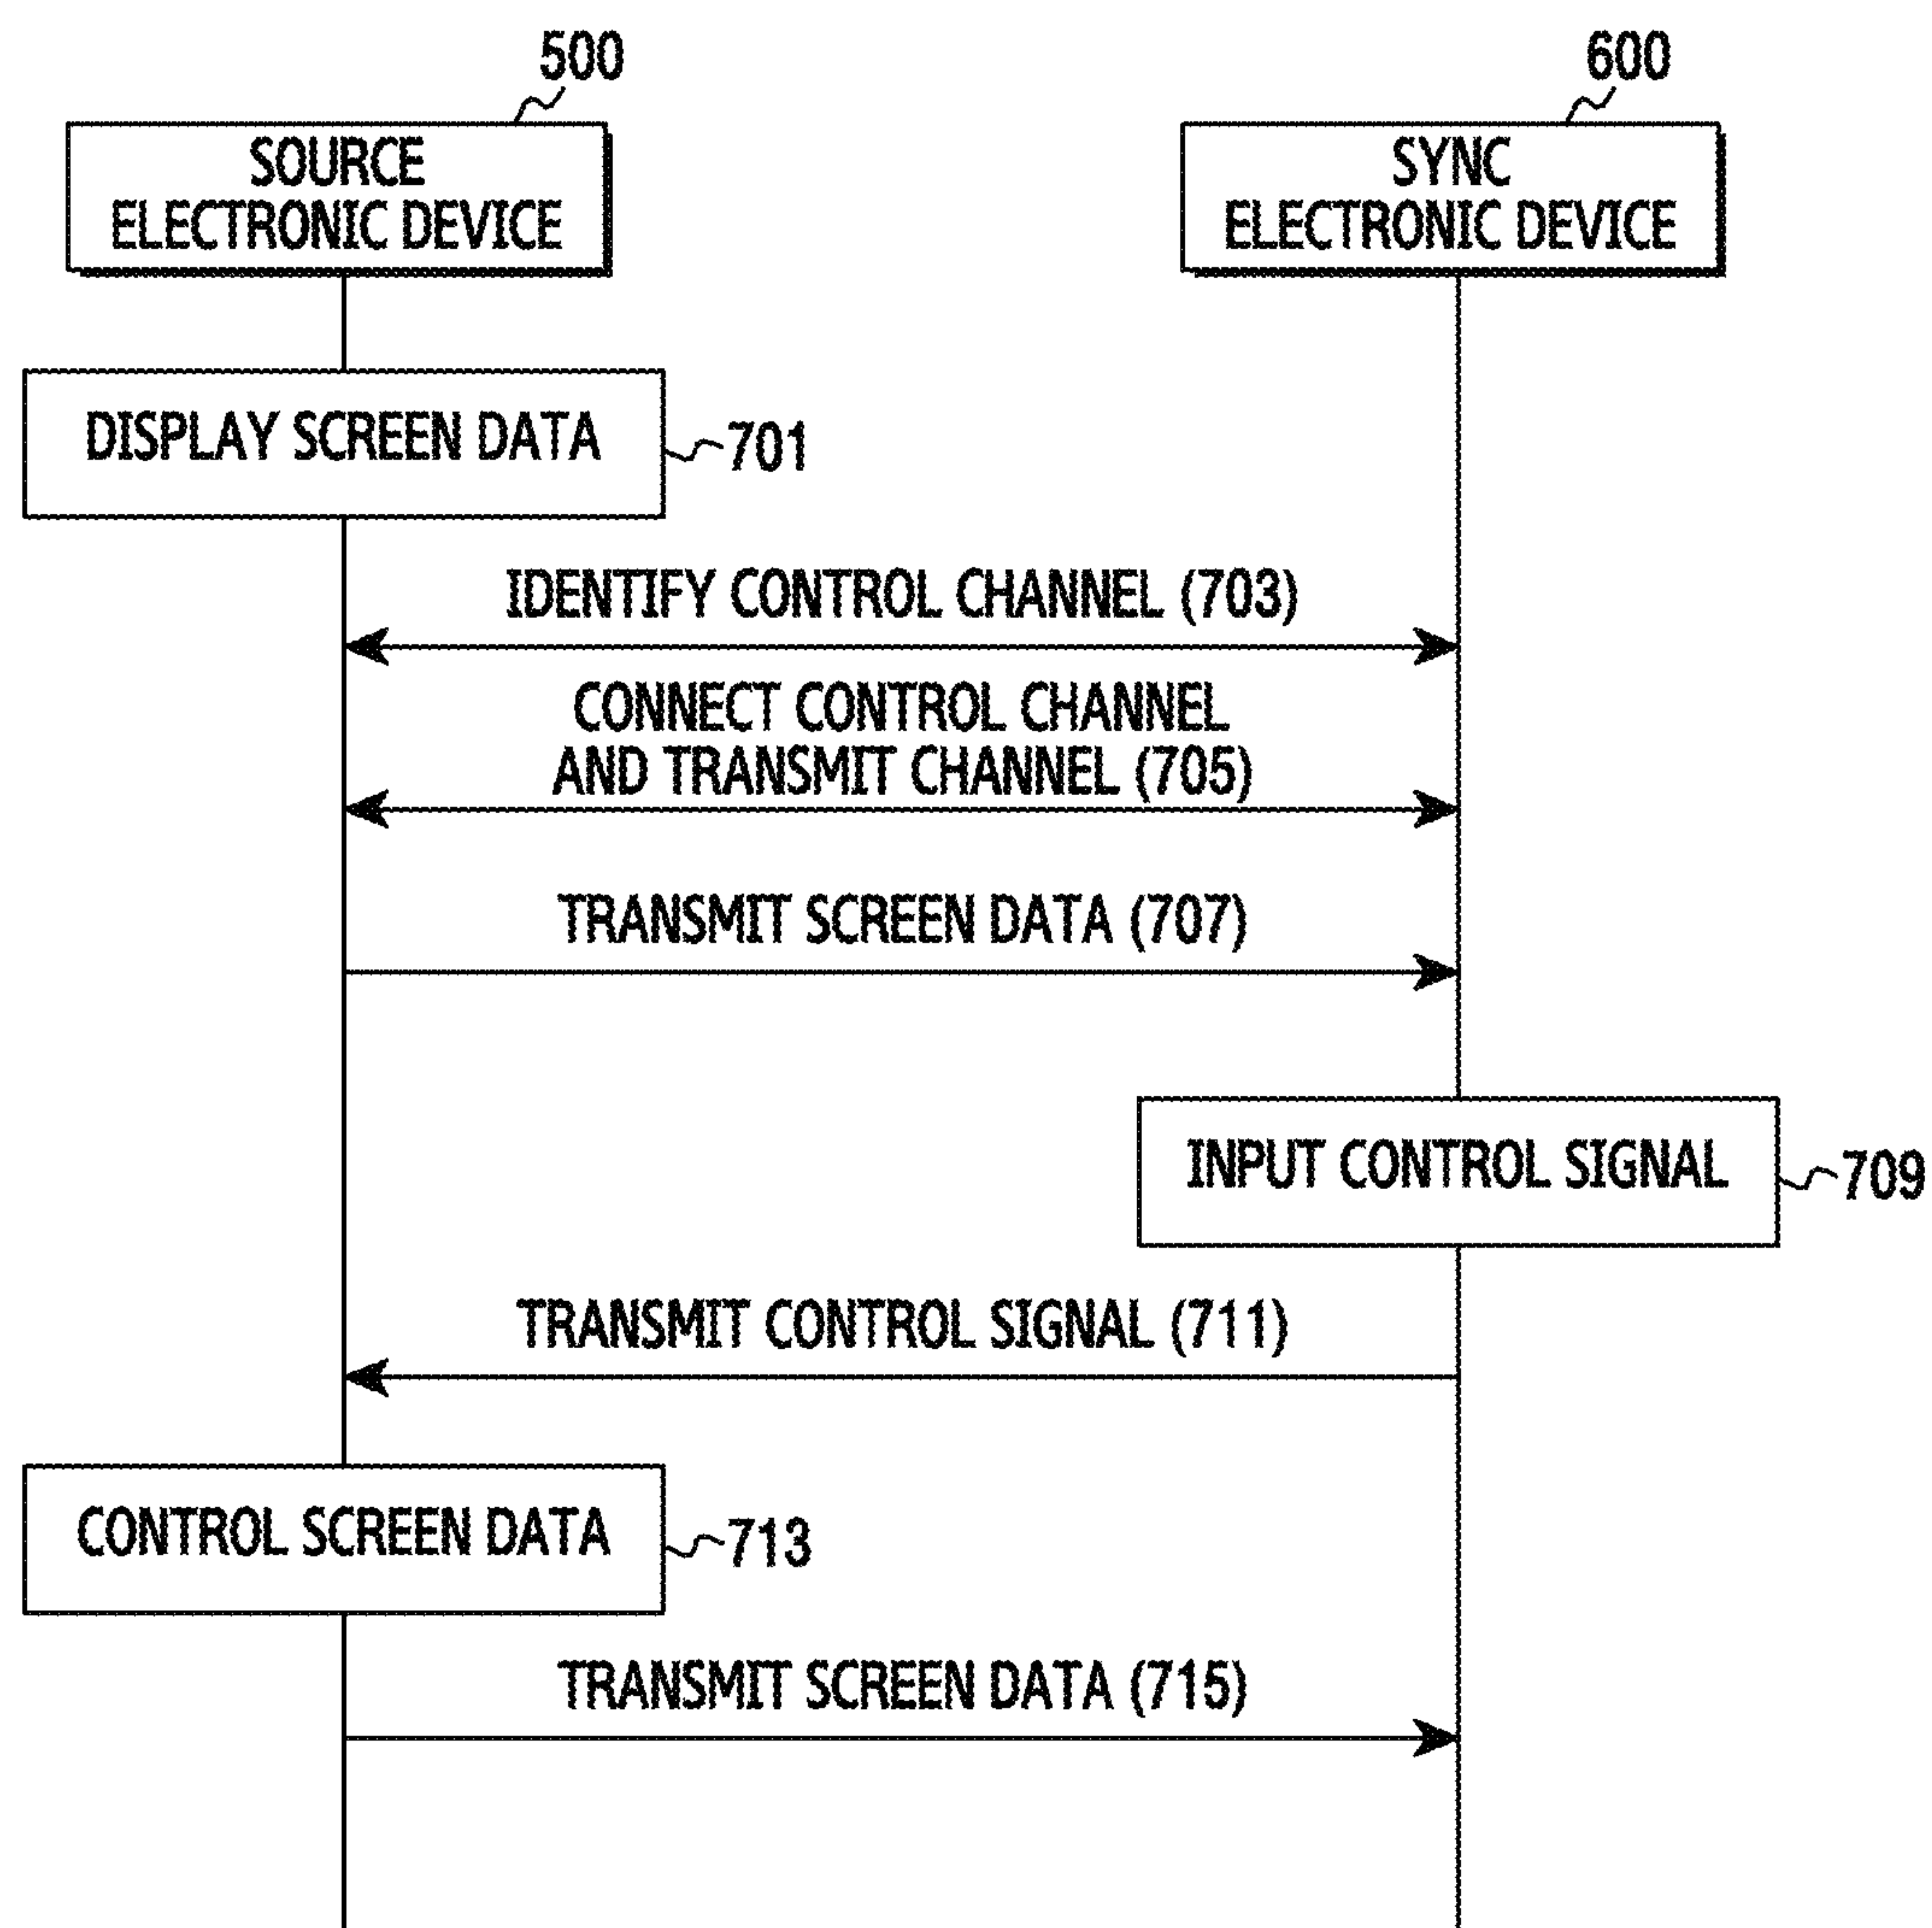 500
600
SOURCE
ELECTRONIC DEVICE
SYNC
ELECTRONIC DEVICE
DISPLAY SCREEN DATA
701
IDENTIFY CONTROL CHANNEL (703)
CONNECT CONTROL CHANNEL
AND TRANSMIT CHANNEL (705)
TRANSMIT SCREEN DATA (707)
INPUT CONTROL SIGNAL
709
TRANSMIT CONTROL SIGNAL (711)
CONTROL SCREEN DATA
713
TRANSMIT SCREEN DATA (715)